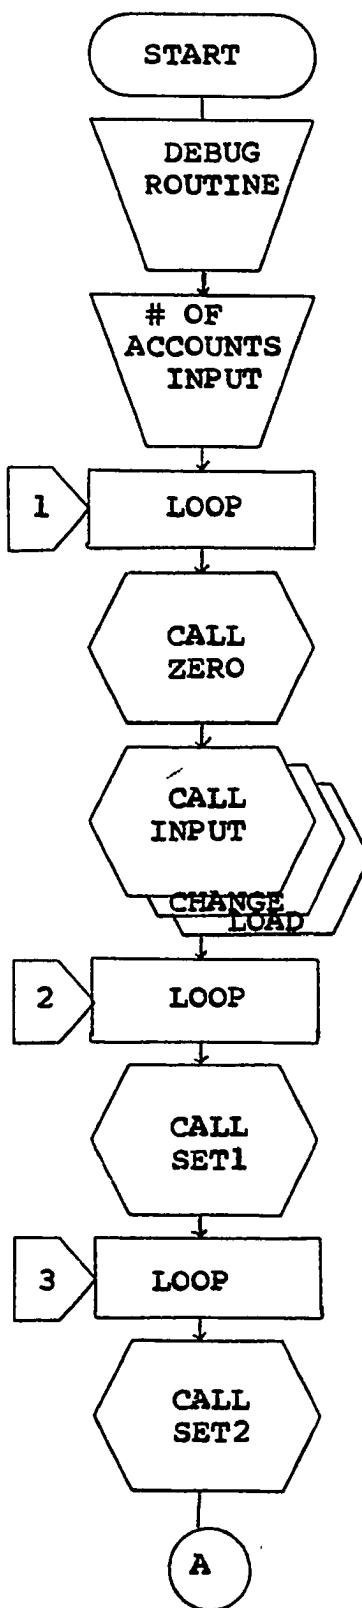 START
DEBUG
ROUTINE
# OF
ACCOUNTS
INPUT
1
LOOP
CALL
ZERO
CALL
INPUT
CHANGE
LOAD
2
LOOP
CALL
SET1
3
LOOP
CALL
SET2
A